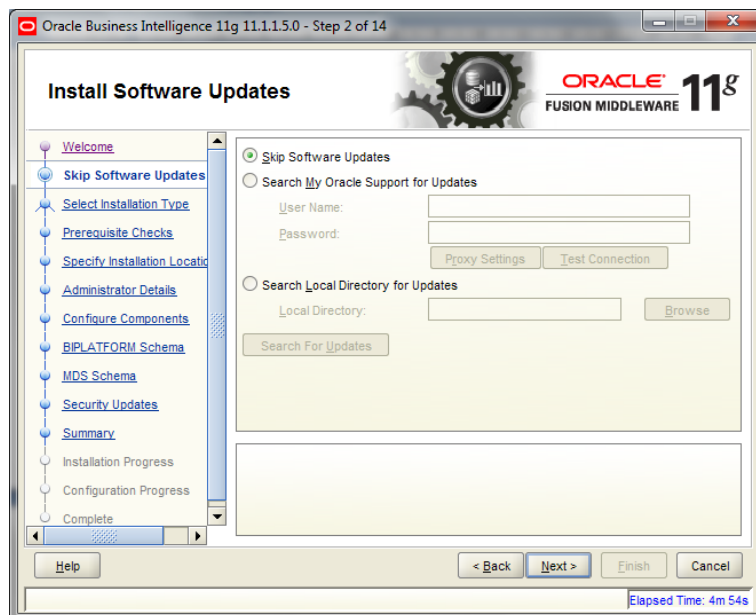 Oracle Business Intelligence 11g 11.1.1.5.0 - Step 2 of 14
Install Software Updates
ORACLE
FUSION MIDDLEWARE
11g
Welcome
Skip Software Updates
Select Installation Type
Prerequisite Checks
Specify Installation Locatio
Administrator Details
Configure Components
BIPLATFORM Schema
MDS Schema
Security Updates
Summary
Installation Progress
Configuration Progress
Complete
Skip Software Updates
Search My Oracle Support for Updates
User Name:
Password:
Proxy Settings
Test Connection
Search Local Directory for Updates
Local Directory:
Browse
Search For Updates
Help
< Back
Next >
Finish
Cancel
Elapsed Time: 4m 54s